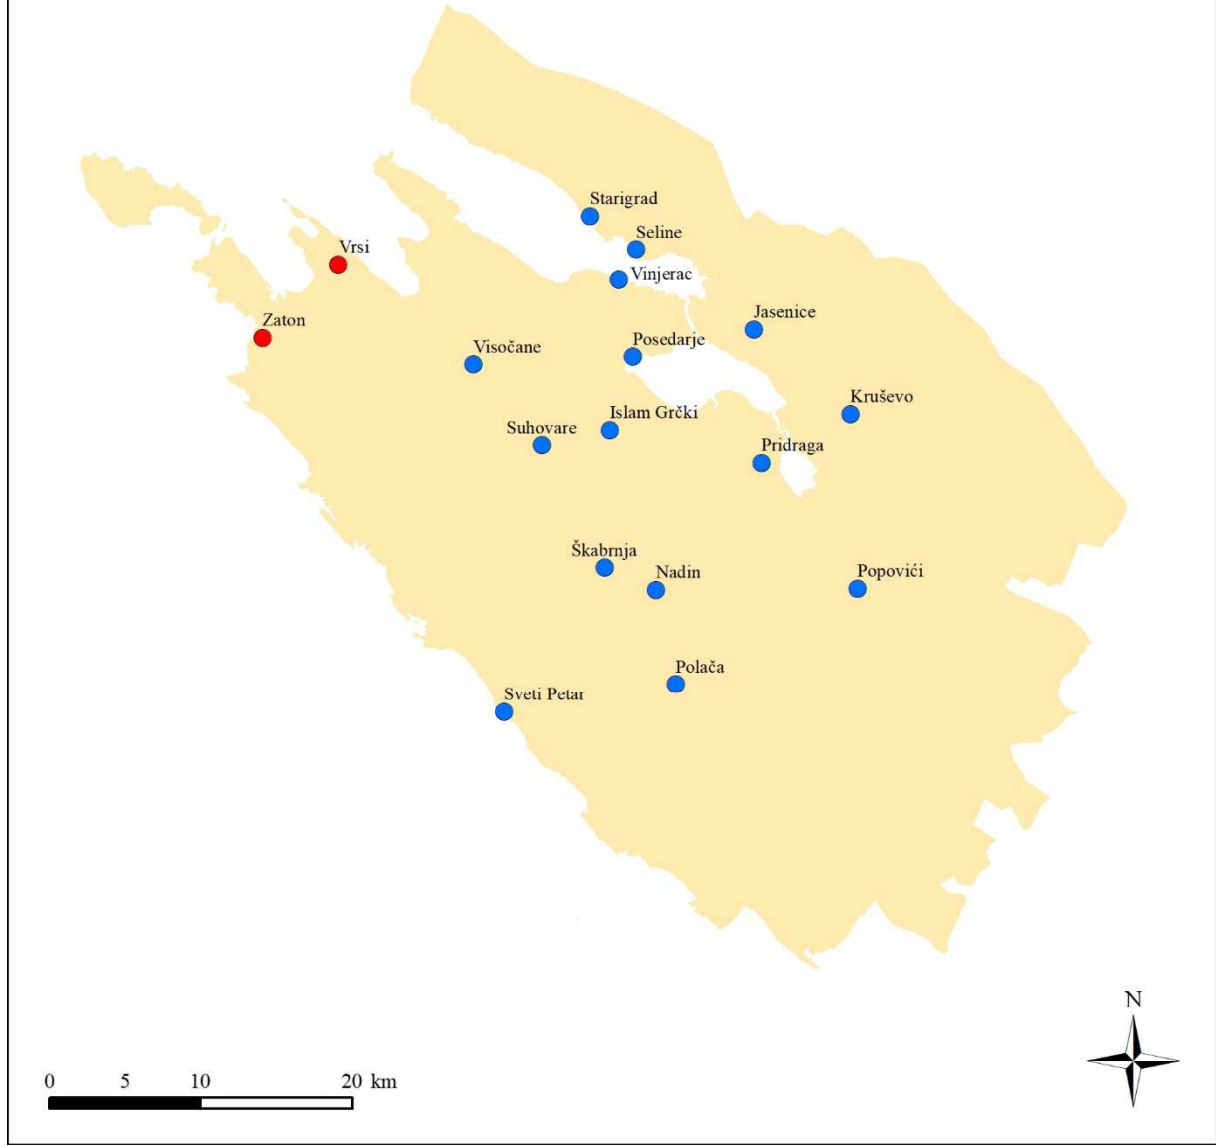 Starigrad
Seline
Vrsi
Vinjerac
Zaton
Jasenice
Posedarje
Visočane
Kruševo
Islam Grčki
Suhovare
Pridraga
Škabrnja
Nadin
Popovići
Polača
Sveti Petar
N
0 5 10 20 km